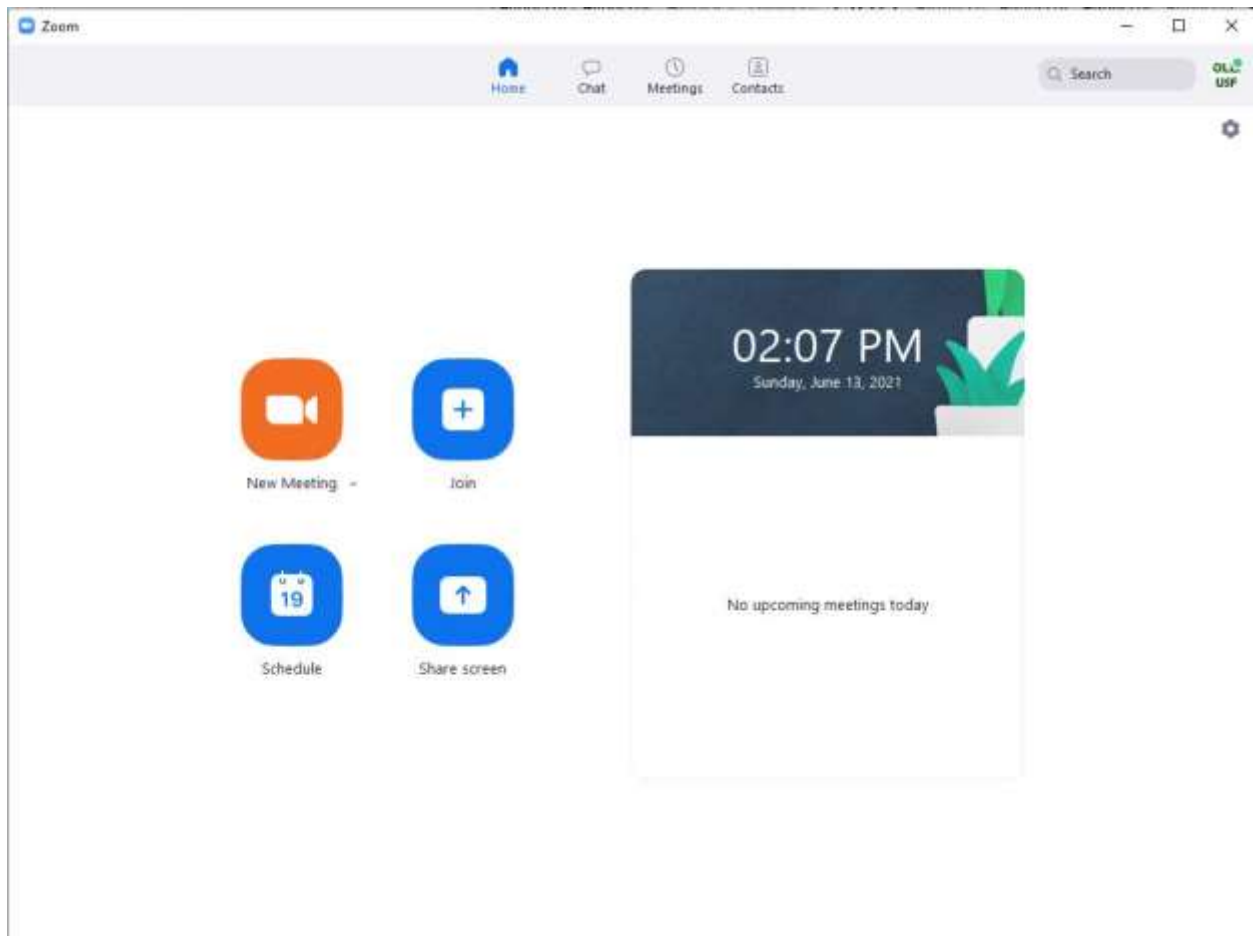 Zoom
Home
Chat
Meetings
Contacts
Search
USF
02:07 PM
Sunday, June 13, 2021
New Meeting
Join
19
Schedule
Share screen
No upcoming meetings today